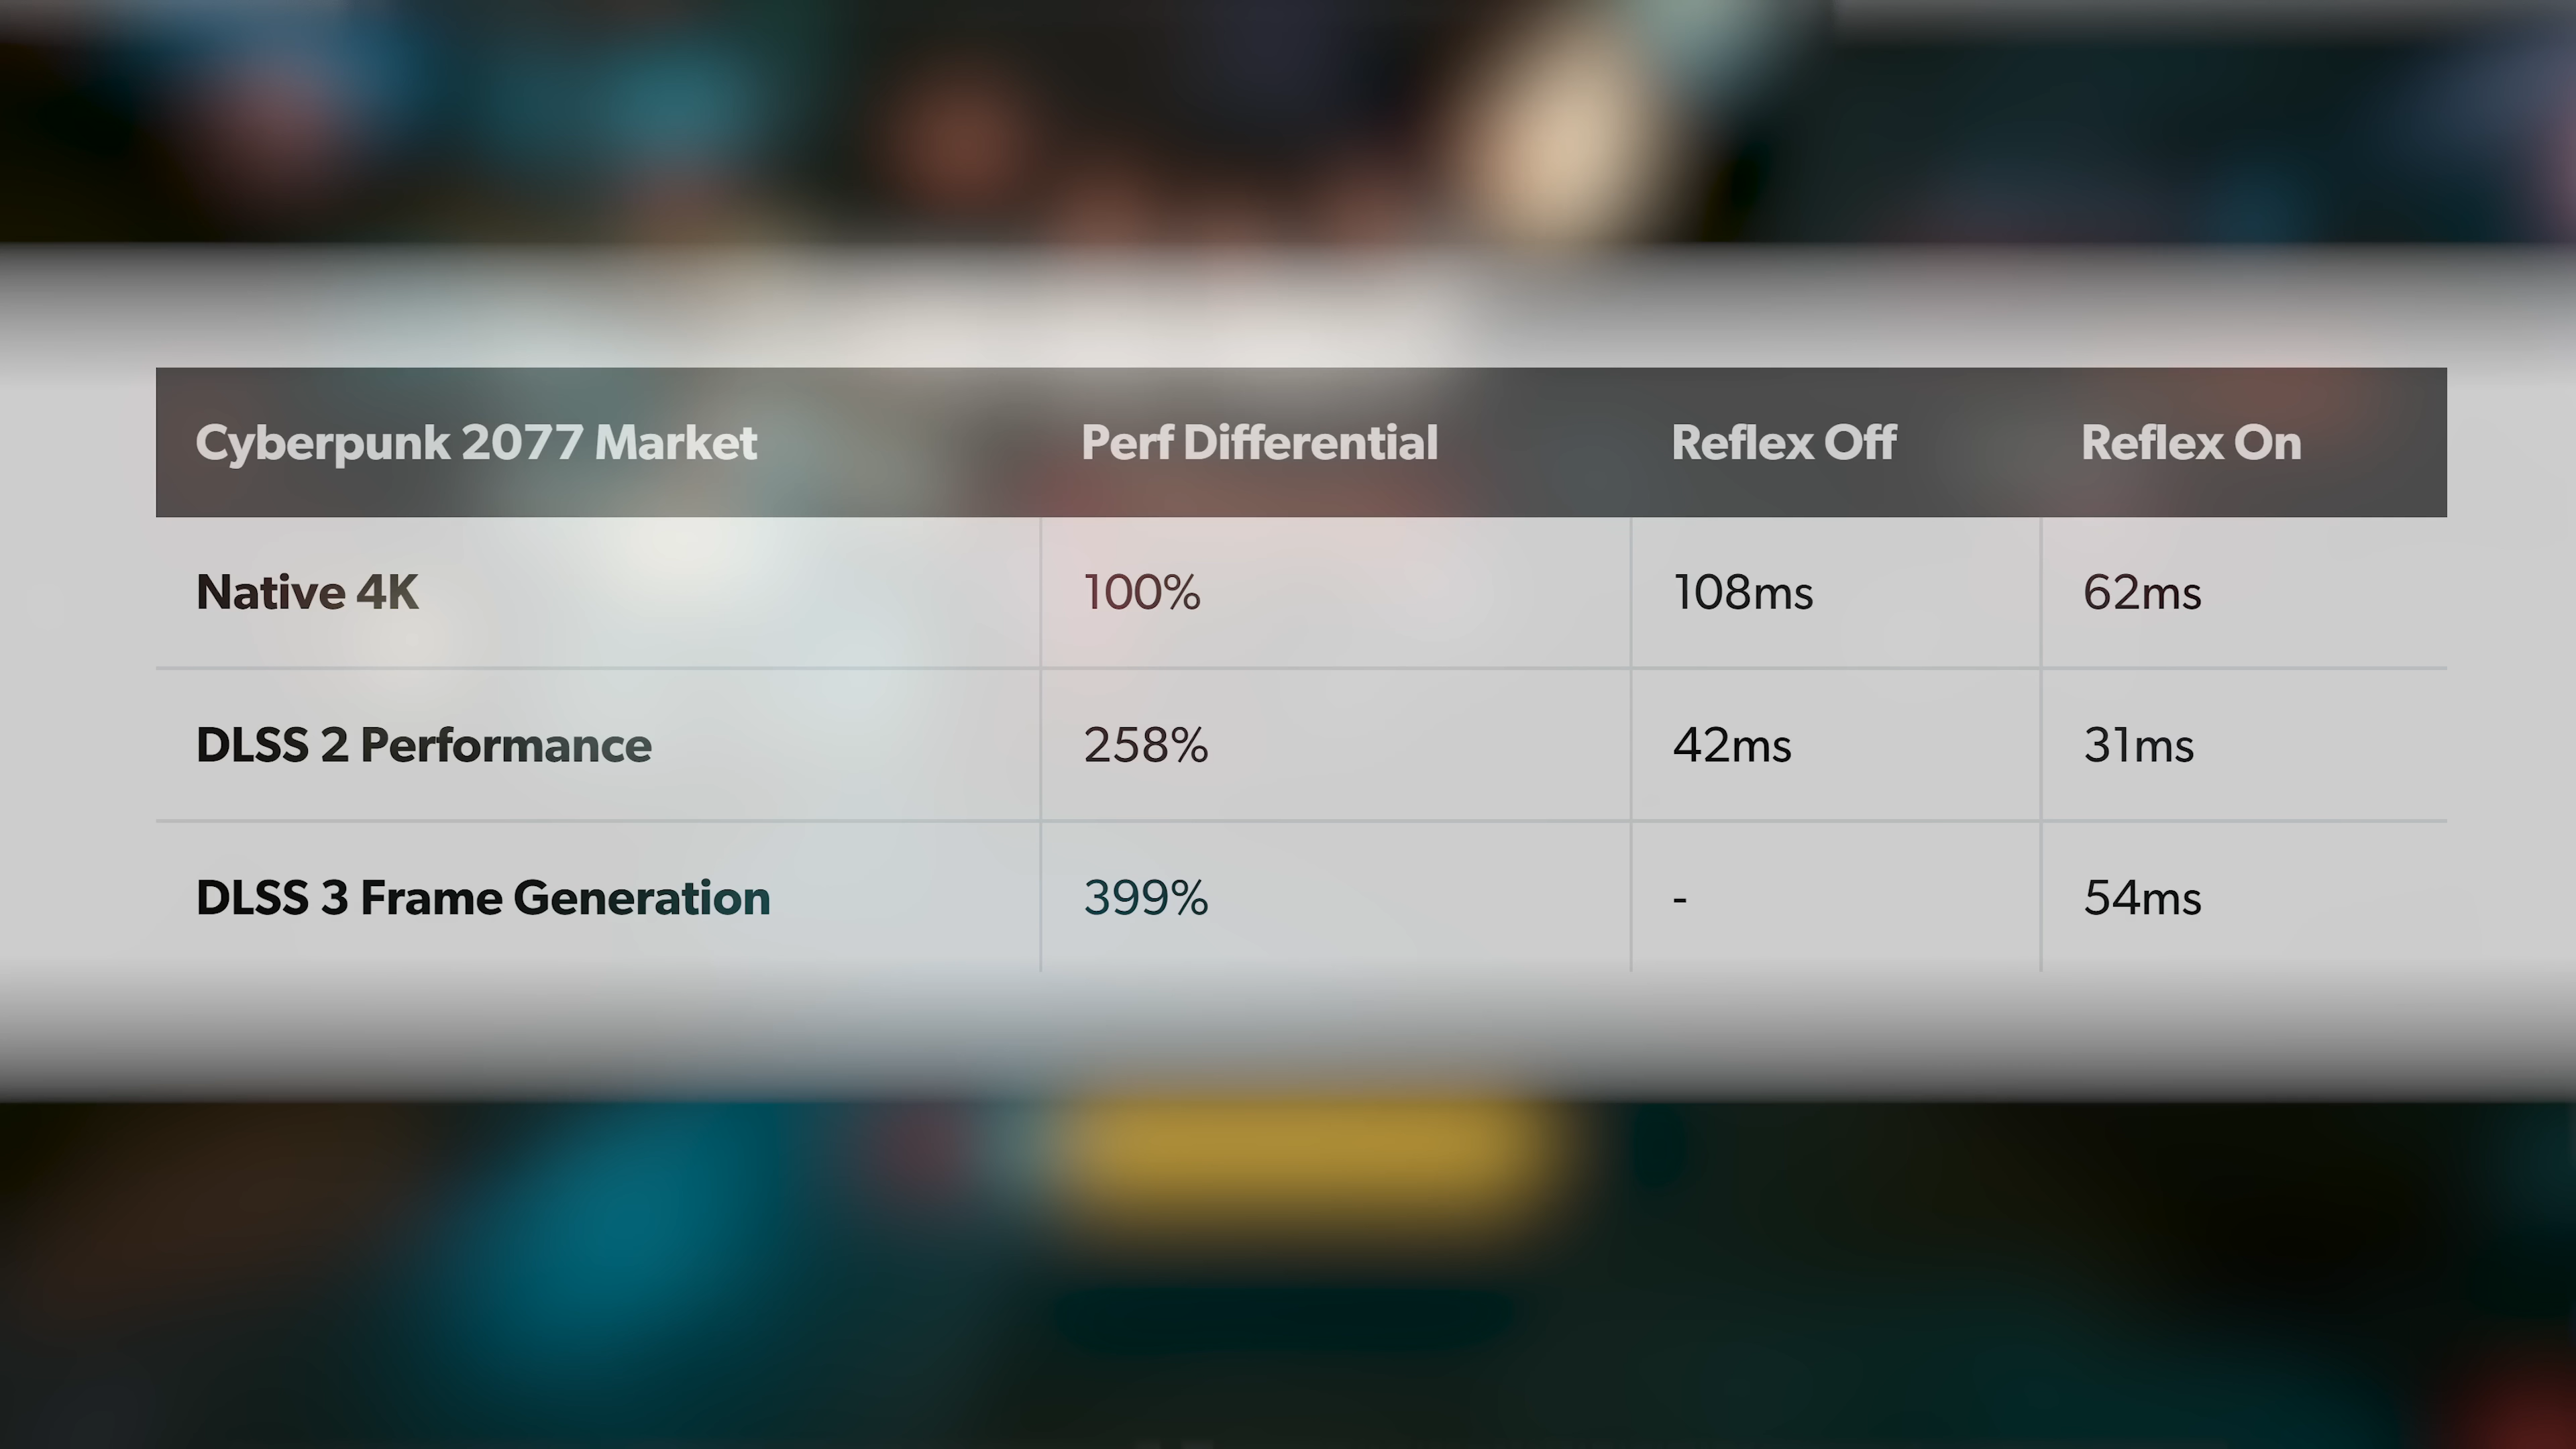 Cyberpunk 2077 Market Perf Differential Reflex Off Reflex On
Native 4K 100% 108ms 62ms
DLSS 2 Performance 258% 42ms 31ms
DLSS 3 Frame Generation 399% - 54ms